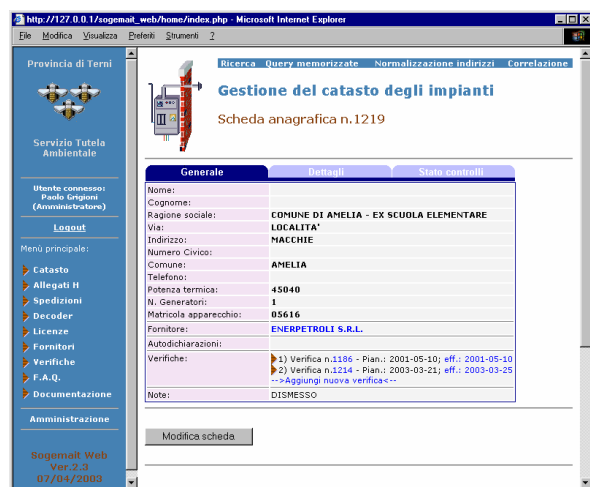 http://127.0.0.1/sogemait_web/home/index.php - Microsoft Internet Explorer
File Modifica Visualizza Preferiti Strumenti ?
Provincia di Terni
Servizio Tutela
Ambientale
Utente connesso:
Paolo Grigioni
(Amministratore)
Logout
Menù principale:
Catasto
Allegati H
Spedizioni
Decoder
Licenze
Fornitori
Verifiche
F.A.Q.
Documentazione
Amministrazione
Sogemait Web
Ver.2.3
07/04/2003
Ricerca Query memorizzate Normalizzazione indirizzi Correlazione
Gestione del catasto degli impianti
Scheda anagrafica n.1219
Generale Dettagli Stato controlli
Nome:
Cognome:
Ragione sociale: COMUNE DI AMELIA - EX SCUOLA ELEMENTARE
Via: LOCALITA'
Indirizzo: MACCHIE
Numero Civico:
Comune: AMELIA
Telefono:
Potenza termica: 45040
N. Generatori: 1
Matricola apparecchio: 05616
Fornitore: ENERPETROLI S.R.L.
Autodichiarazioni:
Verifiche: 1) Verifica n.1186 - Pian.: 2001-05-10; eff.: 2001-05-10
2) Verifica n.1214 - Pian.: 2003-03-21; eff.: 2003-03-25
-->Aggiungi nuova verifica<--
Note: DISMESSO
Modifica scheda